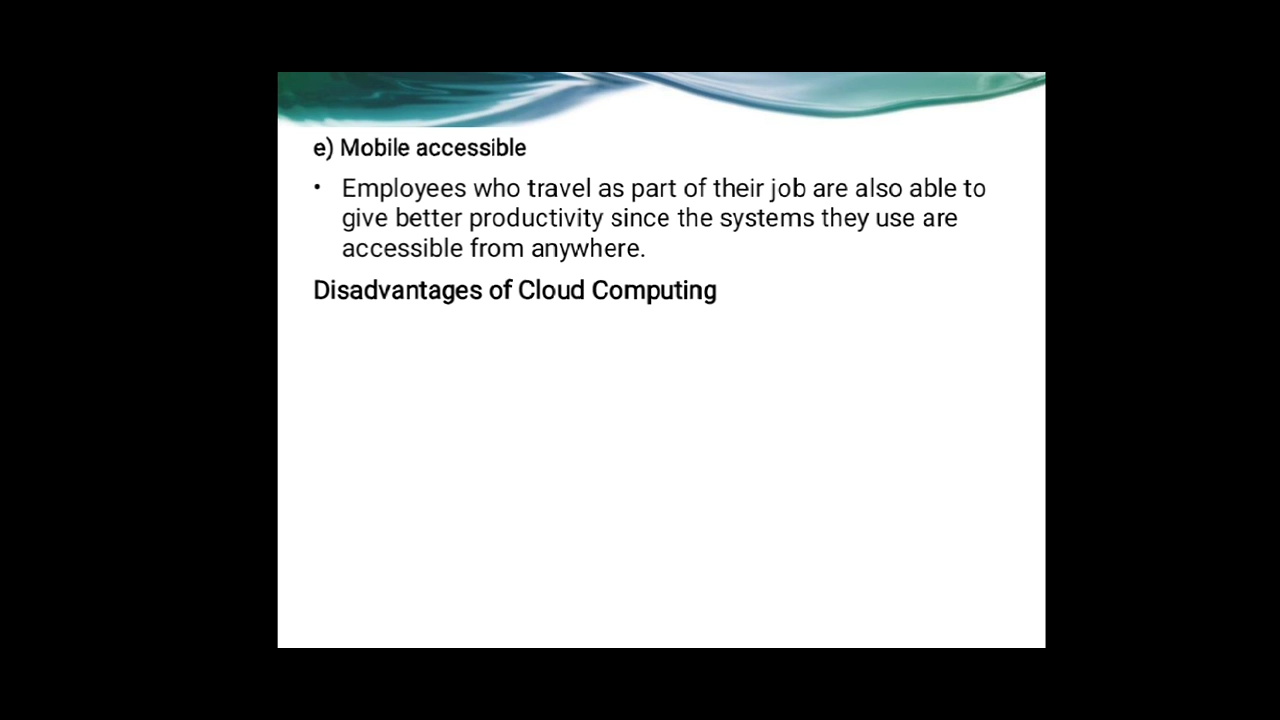 e) Mobile accessible
• Employees who travel as part of their job are also able to
give better productivity since the systems they use are
accessible from anywhere.
Disadvantages of Cloud Computing